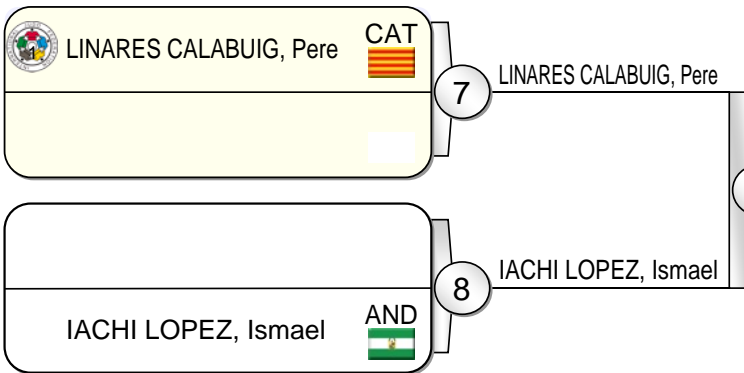 LINARES CALABUIG, Pere CAT
7 LINARES CALABUIG, Pere
8 IACHI LOPEZ, Ismael
IACHI LOPEZ, Ismael AND